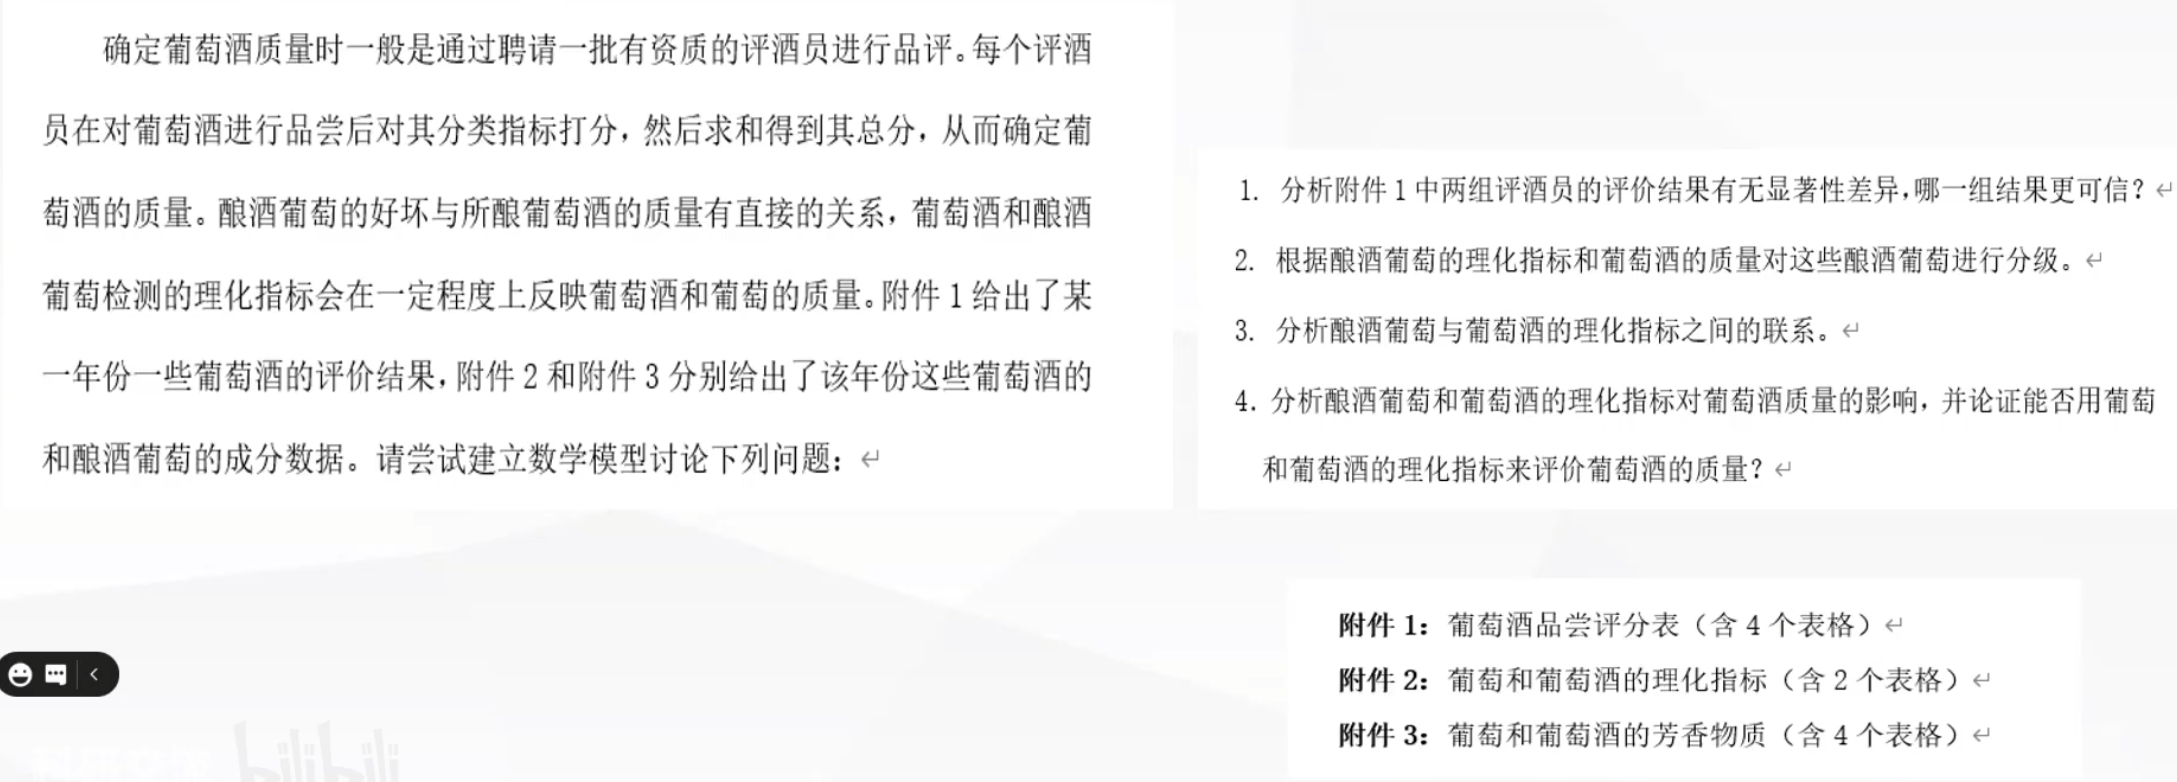 确定葡萄酒质量时一般是通过聘请一批有资质的评酒员进行品评。每个评酒
员在对葡萄酒进行品尝后对其分类指标打分，然后求和得到其总分，从而确定葡
萄酒的质量。酿酒葡萄的好坏与所酿葡萄酒的质量有直接的关系，葡萄酒和酿酒
葡萄检测的理化指标会在一定程度上反映葡萄酒和葡萄的质量。附件 1 给出了某
一年份一些葡萄酒的评价结果，附件 2 和附件 3 分别给出了该年份这些葡萄酒的
和酿酒葡萄的成分数据。请尝试建立数学模型讨论下列问题：
1. 分析附件 1 中两组评酒员的评价结果有无显著性差异，哪一组结果更可信？
2. 根据酿酒葡萄的理化指标和葡萄酒的质量对这些酿酒葡萄进行分级。
3. 分析酿酒葡萄与葡萄酒的理化指标之间的联系。
4. 分析酿酒葡萄和葡萄酒的理化指标对葡萄酒质量的影响，并论证能否用葡萄
和葡萄酒的理化指标来评价葡萄酒的质量？
附件 1：葡萄酒品尝评分表（含 4 个表格）
附件 2：葡萄和葡萄酒的理化指标（含 2 个表格）
附件 3：葡萄和葡萄酒的芳香物质（含 4 个表格）
bilibili